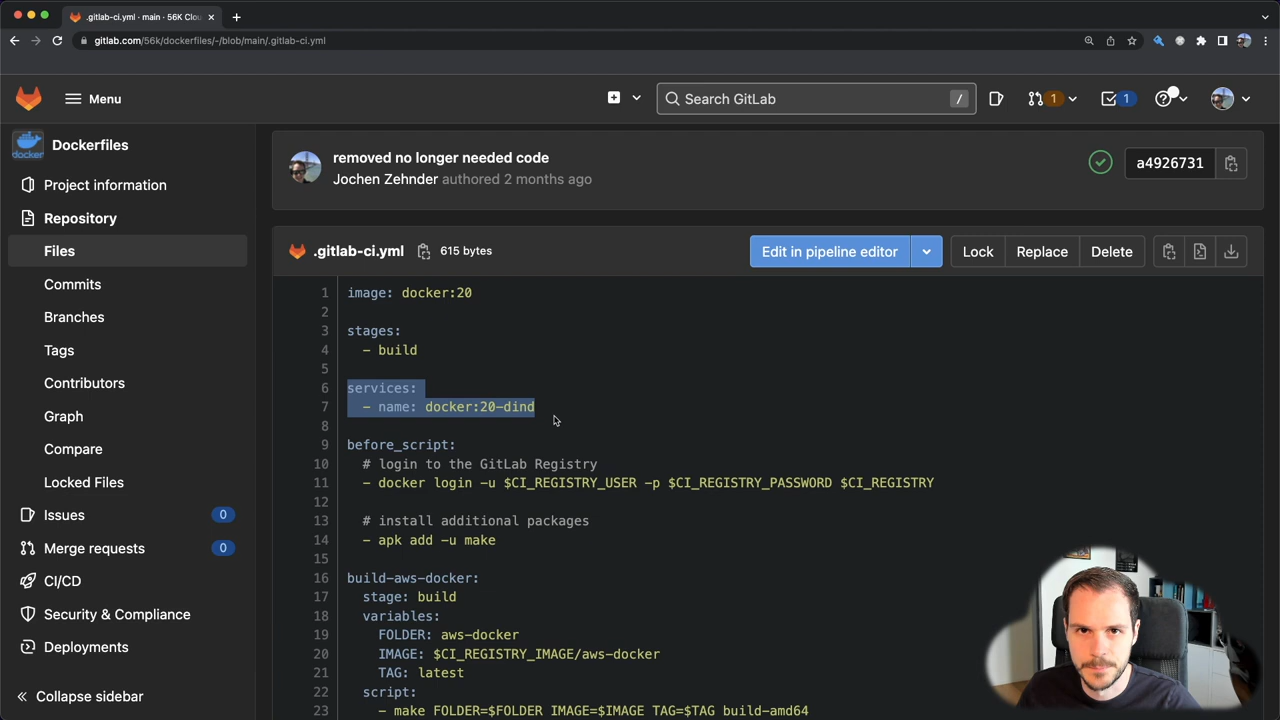 .gitlab-ci.yml · main · 56K Clou
gitlab.com/56k/dockerfiles/-/blob/main/.gitlab-ci.yml
Menu
Search GitLab
/
1
1
docker
Dockerfiles
Project information
Repository
Files
Commits
Branches
Tags
Contributors
Graph
Compare
Locked Files
Issues 0
Merge requests 0
CI/CD
Security & Compliance
Deployments
Collapse sidebar
removed no longer needed code
Jochen Zehnder authored 2 months ago
a4926731
.gitlab-ci.yml 615 bytes
Edit in pipeline editor
Lock
Replace
Delete
1 image: docker:20
2
3 stages:
4 - build
5
6 services:
7 - name: docker:20-dind
8
9 before_script:
10 # login to the GitLab Registry
11 - docker login -u $CI_REGISTRY_USER -p $CI_REGISTRY_PASSWORD $CI_REGISTRY
12
13 # install additional packages
14 - apk add -u make
15
16 build-aws-docker:
17 stage: build
18 variables:
19 FOLDER: aws-docker
20 IMAGE: $CI_REGISTRY_IMAGE/aws-docker
21 TAG: latest
22 script:
23 - make FOLDER=$FOLDER IMAGE=$IMAGE TAG=$TAG build-amd64